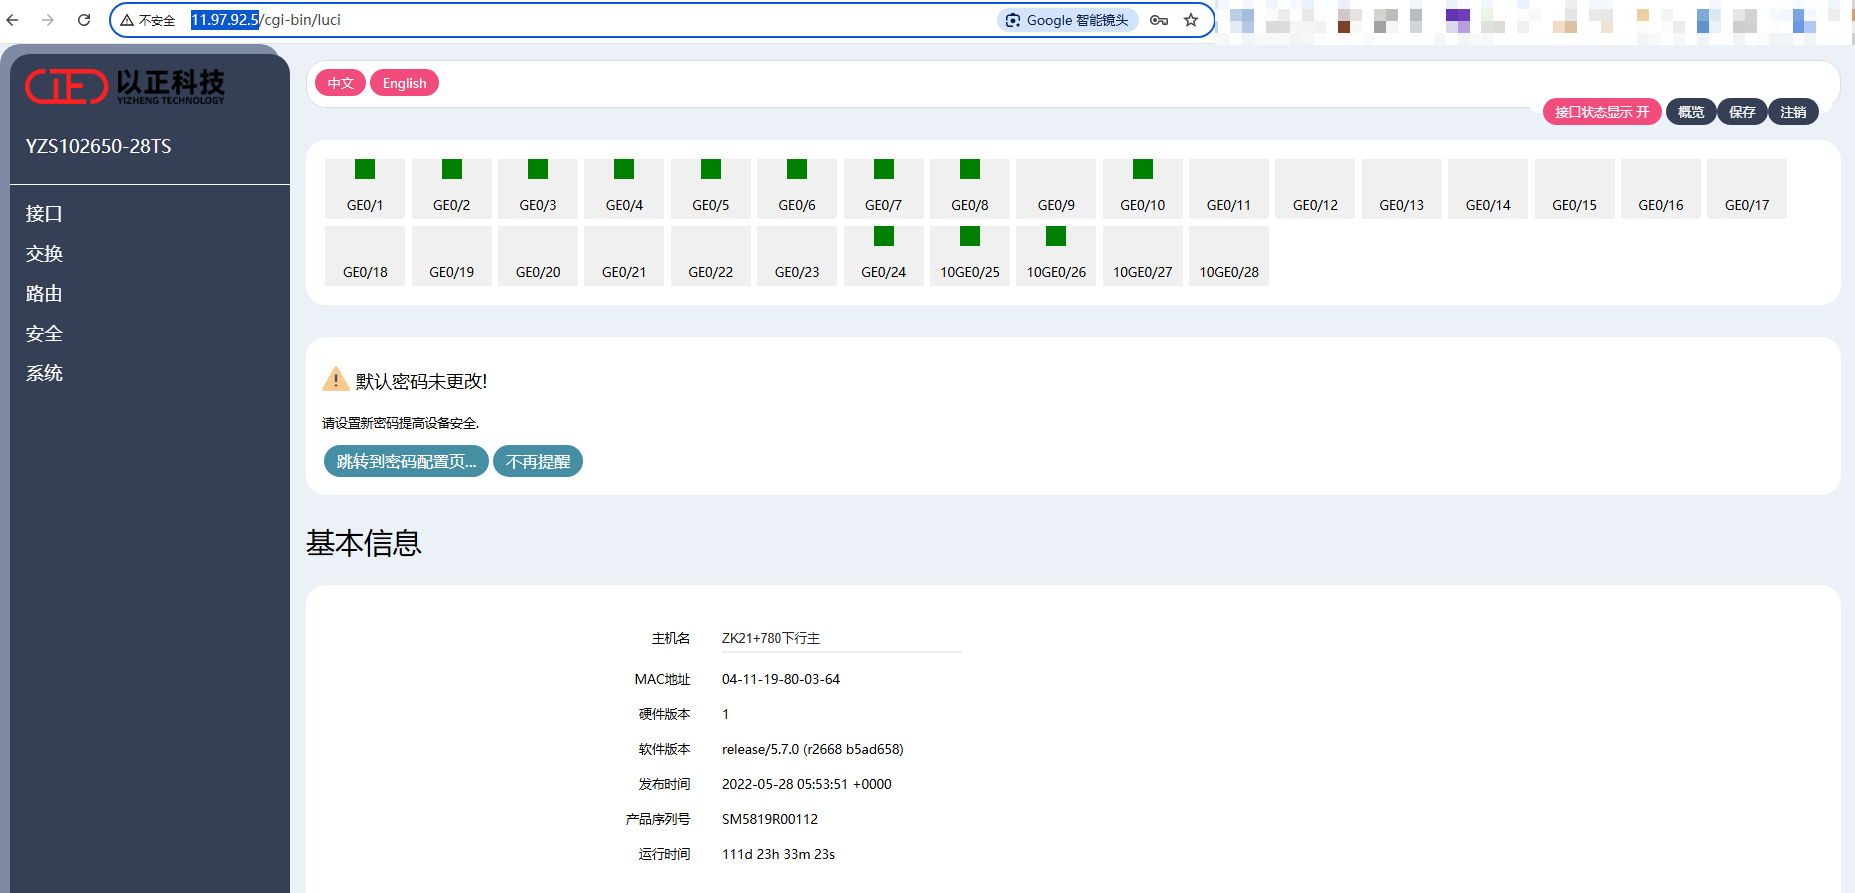 不安全 11.97.92.5/cgi-bin/luci Google 智能镜头
以正科技
YIZHENG TECHNOLOGY
YZS102650-28TS
接口
交换
路由
安全
系统
中文 English
接口状态显示 开 概览 保存 注销
GE0/1 GE0/2 GE0/3 GE0/4 GE0/5 GE0/6 GE0/7 GE0/8 GE0/9 GE0/10 GE0/11 GE0/12 GE0/13 GE0/14 GE0/15 GE0/16 GE0/17
GE0/18 GE0/19 GE0/20 GE0/21 GE0/22 GE0/23 GE0/24 10GE0/25 10GE0/26 10GE0/27 10GE0/28
默认密码未更改!
请设置新密码提高设备安全.
跳转到密码配置页... 不再提醒
基本信息
主机名 ZK21+780下行主
MAC地址 04-11-19-80-03-64
硬件版本 1
软件版本 release/5.7.0 (r2668 b5ad658)
发布时间 2022-05-28 05:53:51 +0000
产品序列号 SM5819R00112
运行时间 111d 23h 33m 23s